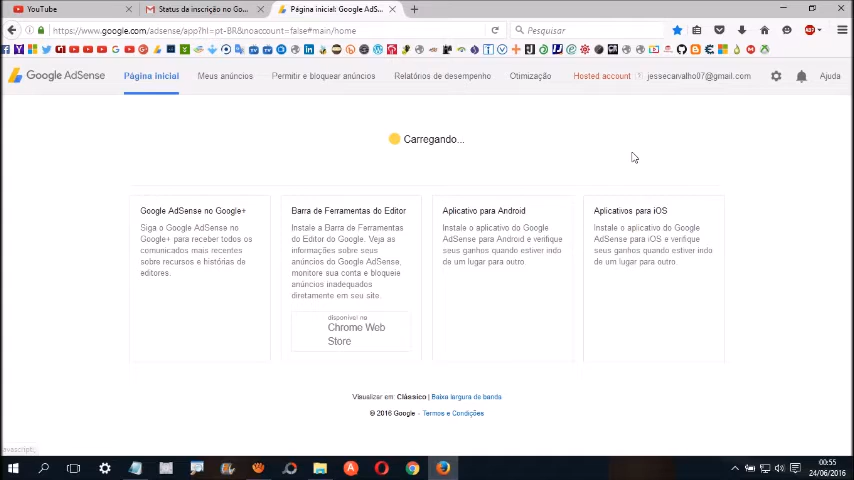 YouTube
Status da inscrição no Go...
Página inicial: Google AdS...
https://www.google.com/adsense/app?hl=pt-BR&noaccount=false#main/home
Pesquisar
Google AdSense
Página inicial
Meus anúncios
Permitir e bloquear anúncios
Relatórios de desempenho
Otimização
Hosted account
jessecarvalho07@gmail.com
Ajuda
Carregando...
Google AdSense no Google+
Siga o Google AdSense no
Google+ para receber todos os
comunicados mais recentes
sobre recursos e histórias de
editores.
Barra de Ferramentas do Editor
Instale a Barra de Ferramentas
do Editor do Google. Veja as
informações sobre seus
anúncios do Google AdSense,
monitore sua conta e bloqueie
anúncios inadequados
diretamente em seu site.
disponível na
Chrome Web
Store
Aplicativo para Android
Instale o aplicativo do Google
AdSense para Android e verifique
seus ganhos quando estiver indo
de um lugar para outro.
Aplicativos para iOS
Instale o aplicativo do Google
AdSense para iOS e verifique
seus ganhos quando estiver indo
de um lugar para outro.
Visualizar em: Clássico | Baixa largura de banda
© 2016 Google - Termos e Condições
00:55
24/06/2016